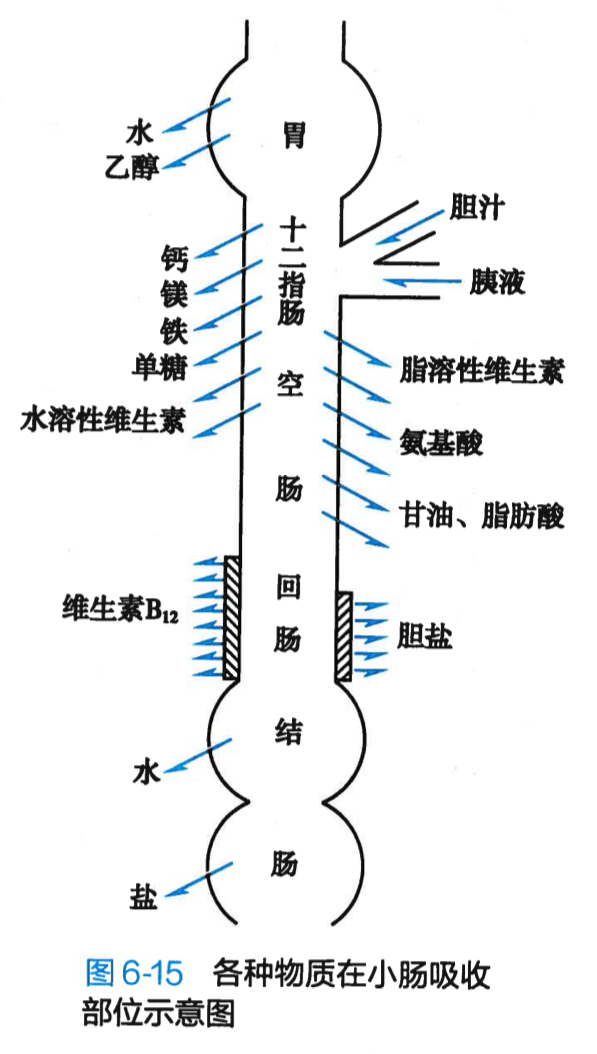 水
乙醇
胃
胆汁
胰液
十二指肠
钙
镁
铁
单糖
水溶性维生素
空肠
脂溶性维生素
氨基酸
甘油、脂肪酸
维生素B₁₂
回肠
胆盐
结肠
水
盐
图 6-15 各种物质在小肠吸收
部位示意图